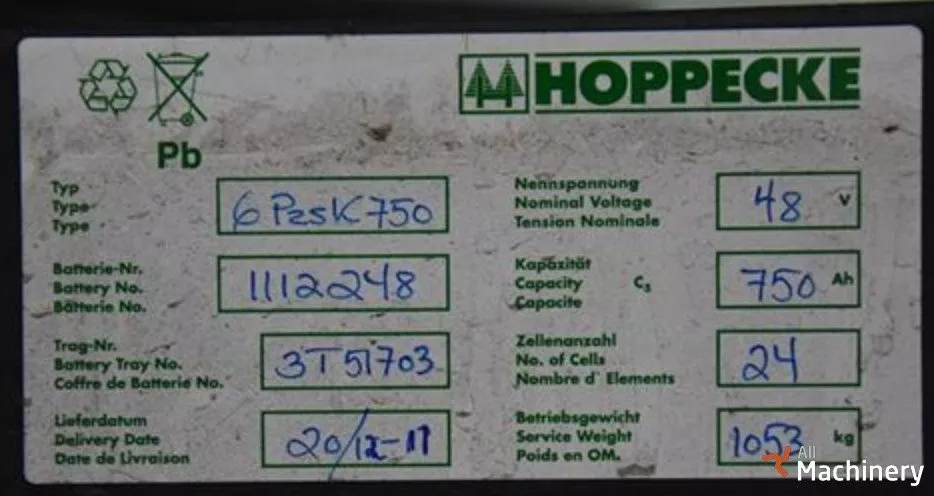 HOPPECKE
Pb
Typ
Type
Type
6 PzsK 750
Nennspannung
Nominal Voltage
Tension Nominale
48 V
Batterie-Nr.
Battery No.
Batterie No.
1112248
Kapazität
Capacity C5
Capacite
750 Ah
Trog-Nr.
Battery Tray No.
Coffre de Batterie No.
3T51703
Zellenanzahl
No. of Cells
Nombre d' Elements
24
Lieferdatum
Delivery Date
Date de Livraison
20/12-11
Betriebsgewicht
Service Weight
Poids en OM.
1053 kg
All
Machinery